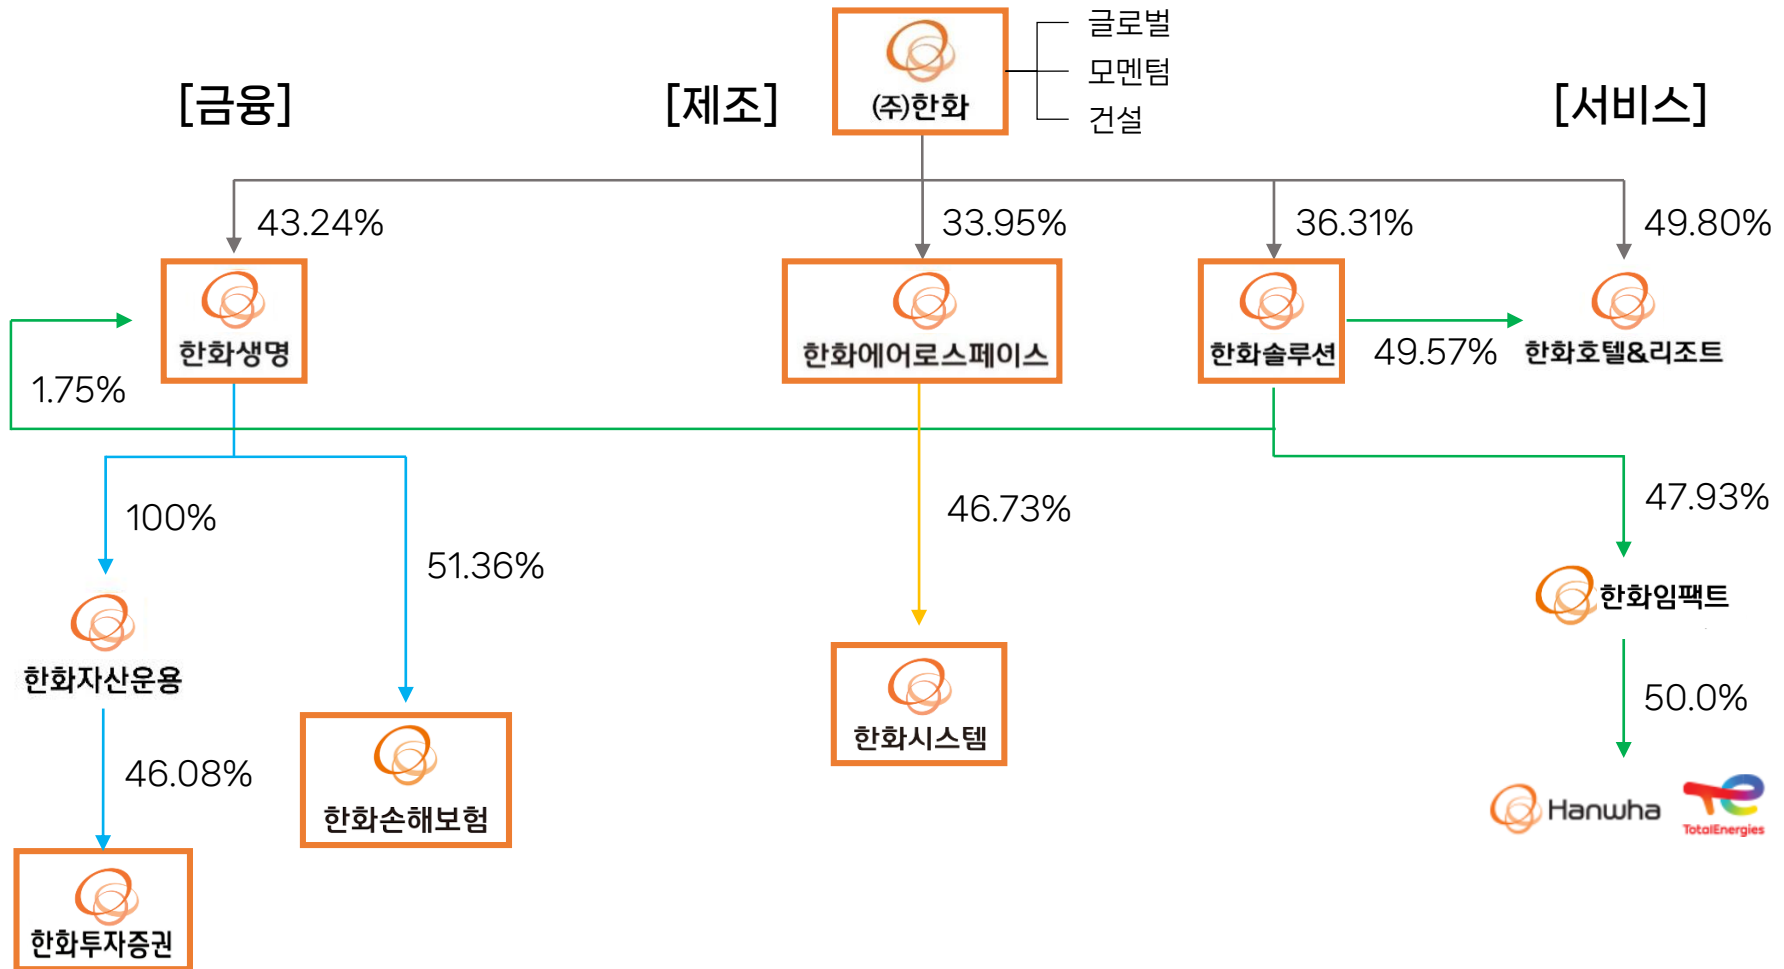 글로벌
모멘텀
건설
㈜한화
[금융]
[제조]
[서비스]
43.24%
33.95%
36.31%
49.80%
한화생명
한화에어로스페이스
한화솔루션
한화호텔&리조트
49.57%
1.75%
100%
51.36%
46.73%
47.93%
한화임팩트
한화자산운용
50.0%
한화시스템
46.08%
한화손해보험
Hanwha
TotalEnergies
한화투자증권